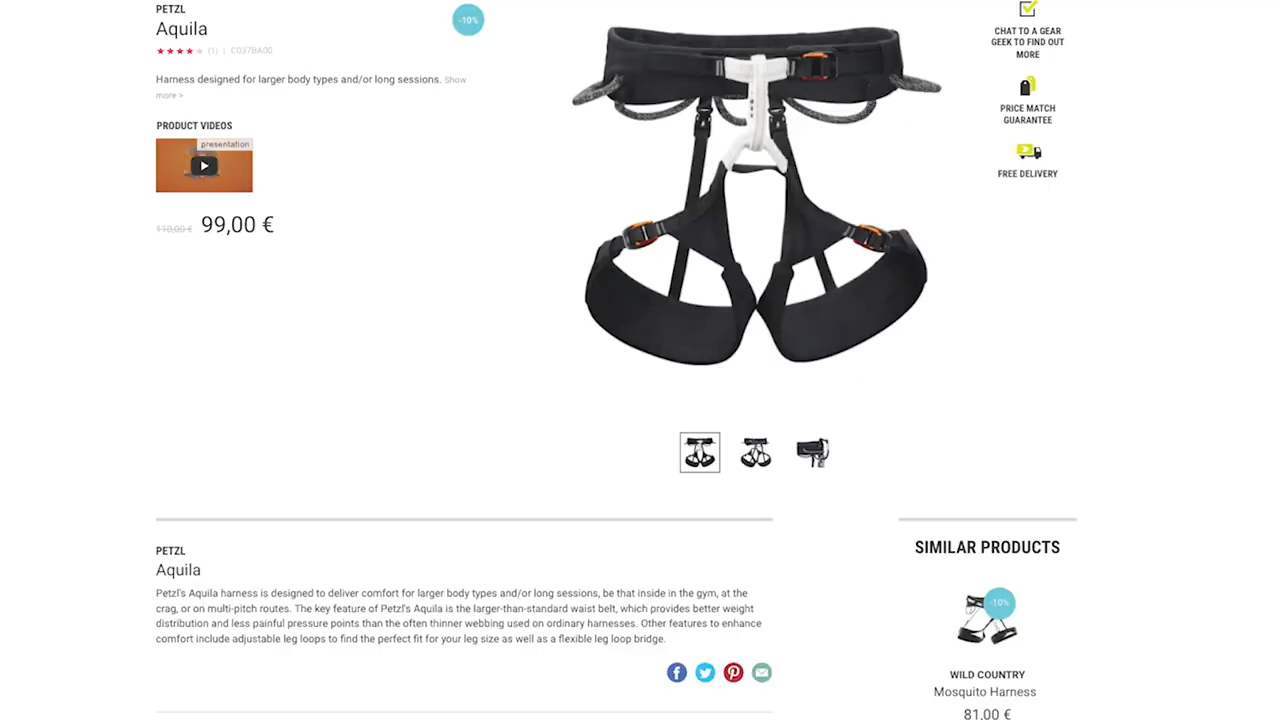 PETZL
Aquila
-10%
(1) | C037BA00
Harness designed for larger body types and/or long sessions. Show
more >
PRODUCT VIDEOS
presentation
110,00 € 99,00 €
CHAT TO A GEAR
GEEK TO FIND OUT
MORE
PRICE MATCH
GUARANTEE
FREE DELIVERY
PETZL
Aquila
Petzl's Aquila harness is designed to deliver comfort for larger body types and/or long sessions, be that inside in the gym, at the
crag, or on multi-pitch routes. The key feature of Petzl's Aquila is the larger-than-standard waist belt, which provides better weight
distribution and less painful pressure points than the often thinner webbing used on ordinary harnesses. Other features to enhance
comfort include adjustable leg loops to find the perfect fit for your leg size as well as a flexible leg loop bridge.
SIMILAR PRODUCTS
-10%
WILD COUNTRY
Mosquito Harness
81,00 €